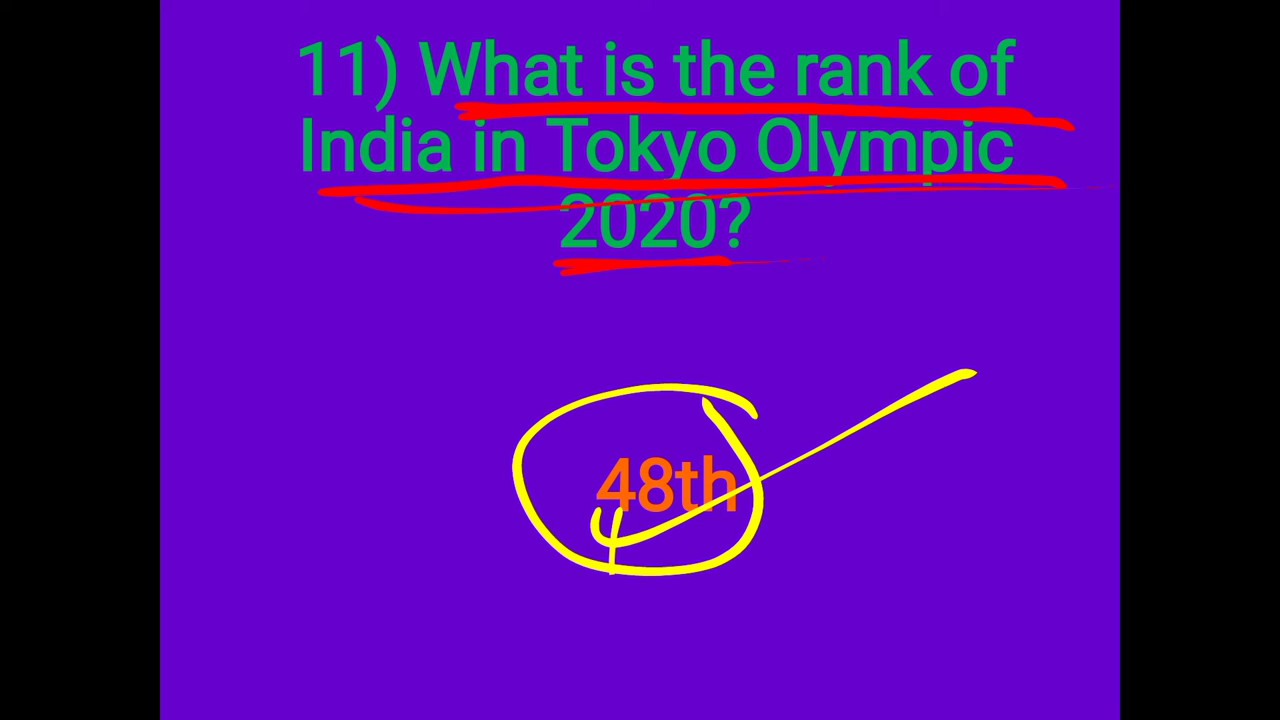 11) What is the rank of
India in Tokyo Olympic
2020?
48th